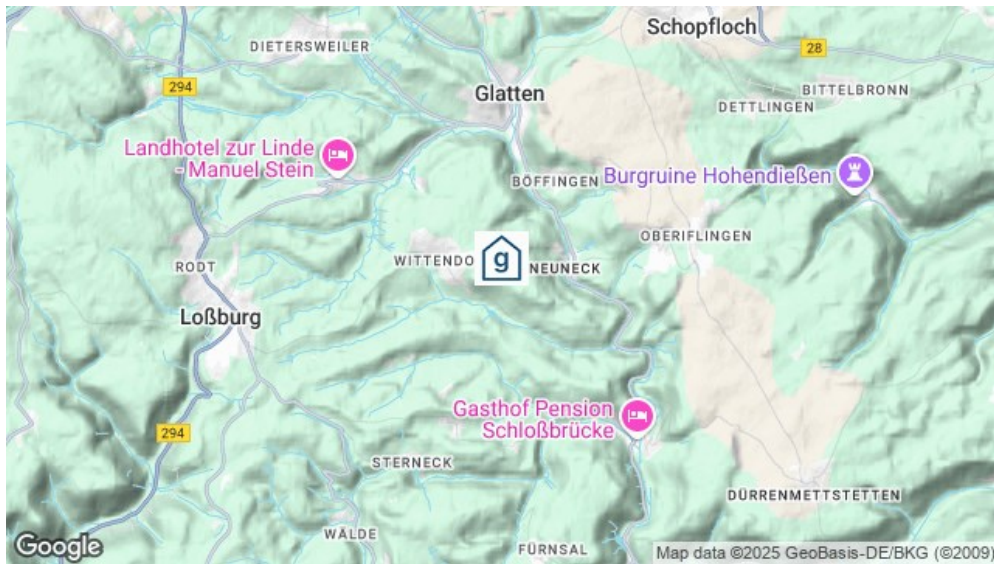 Schopfloch
28
DIETERSWEILER
294
BITTELBRONN
Glatten
DETTLINGEN
Landhotel zur Linde
- Manuel Stein
BÖFFINGEN
Burgruine Hohendießen
OBERIFLINGEN
RODT
WITTENDO
g
NEUNECK
Loßburg
Gasthof Pension
Schloßbrücke
294
STERNECK
DÜRRENMETTSTETTEN
WÄLDE
FÜRNSAL
Google
Map data ©2025 GeoBasis-DE/BKG (©2009)